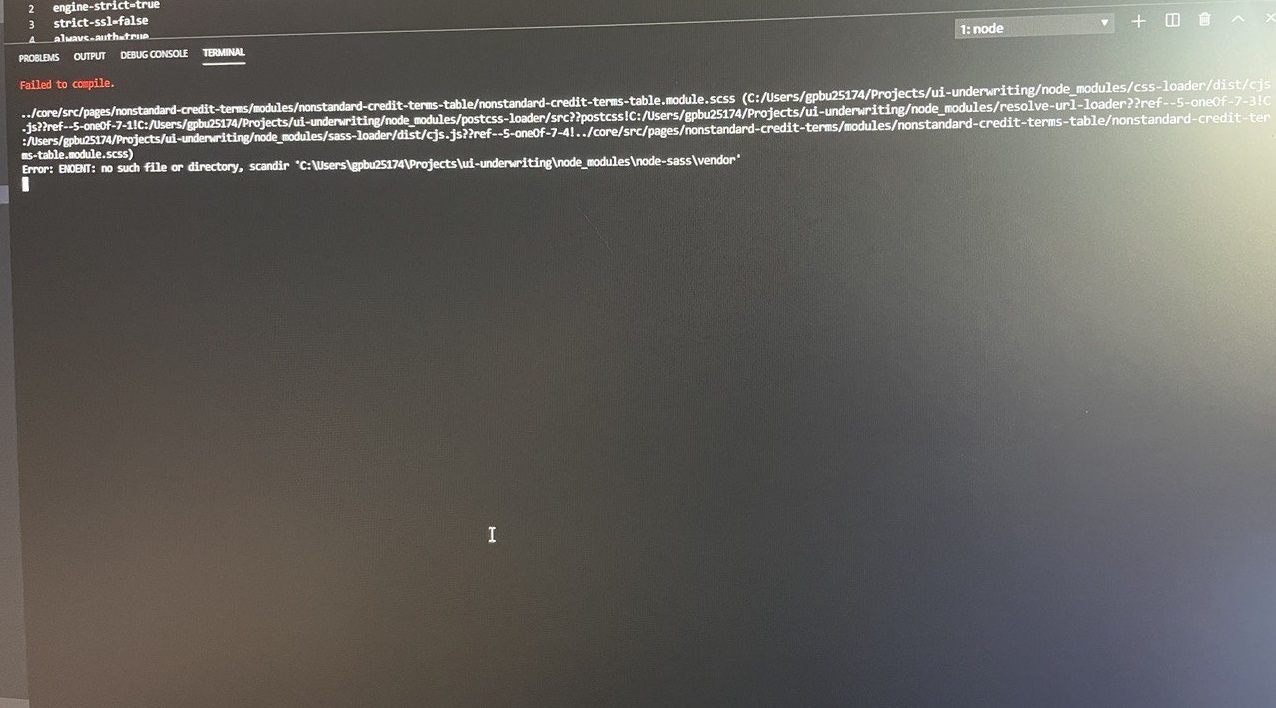 2 engine-strict=true
3 strict-ssl=false
4 always-auth=true
1: node
PROBLEMS OUTPUT DEBUG CONSOLE TERMINAL
Failed to compile.
../core/src/pages/nonstandard-credit-terms/modules/nonstandard-credit-terms-table/nonstandard-credit-terms-table.module.scss (C:/Users/gpbu25174/Projects/ui-underwriting/node_modules/css-loader/dist/cjs
.js??ref--5-oneOf-7-1!C:/Users/gpbu25174/Projects/ui-underwriting/node_modules/postcss-loader/src??postcss!C:/Users/gpbu25174/Projects/ui-underwriting/node_modules/resolve-url-loader??ref--5-oneOf-7-3!C
:/Users/gpbu25174/Projects/ui-underwriting/node_modules/sass-loader/dist/cjs.js??ref--5-oneOf-7-4!../core/src/pages/nonstandard-credit-terms/modules/nonstandard-credit-terms-table/nonstandard-credit-ter
ms-table.module.scss)
Error: ENOENT: no such file or directory, scandir 'C:\Users\gpbu25174\Projects\ui-underwriting\node_modules\node-sass\vendor'